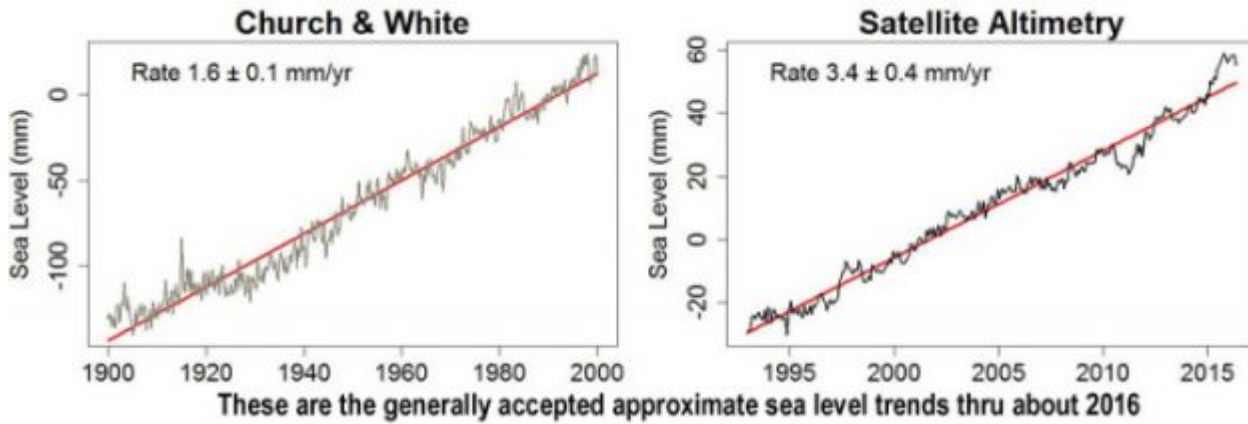 Church & White
Rate 1.6 ± 0.1 mm/yr
Sea Level (mm)
0
-50
-100
1900 1920 1940 1960 1980 2000
Satellite Altimetry
Rate 3.4 ± 0.4 mm/yr
Sea Level (mm)
60
40
20
0
-20
1995 2000 2005 2010 2015
These are the generally accepted approximate sea level trends thru about 2016